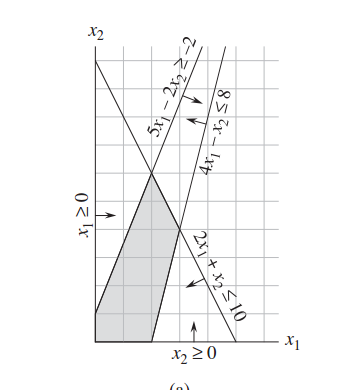 x₂
5x₁ − 2x₂ ≥ −2
4x₁ − x₂ ≤ 8
x₁ ≥ 0
2x₁ + x₂ ≤ 10
x₁
x₂ ≥ 0
(a)